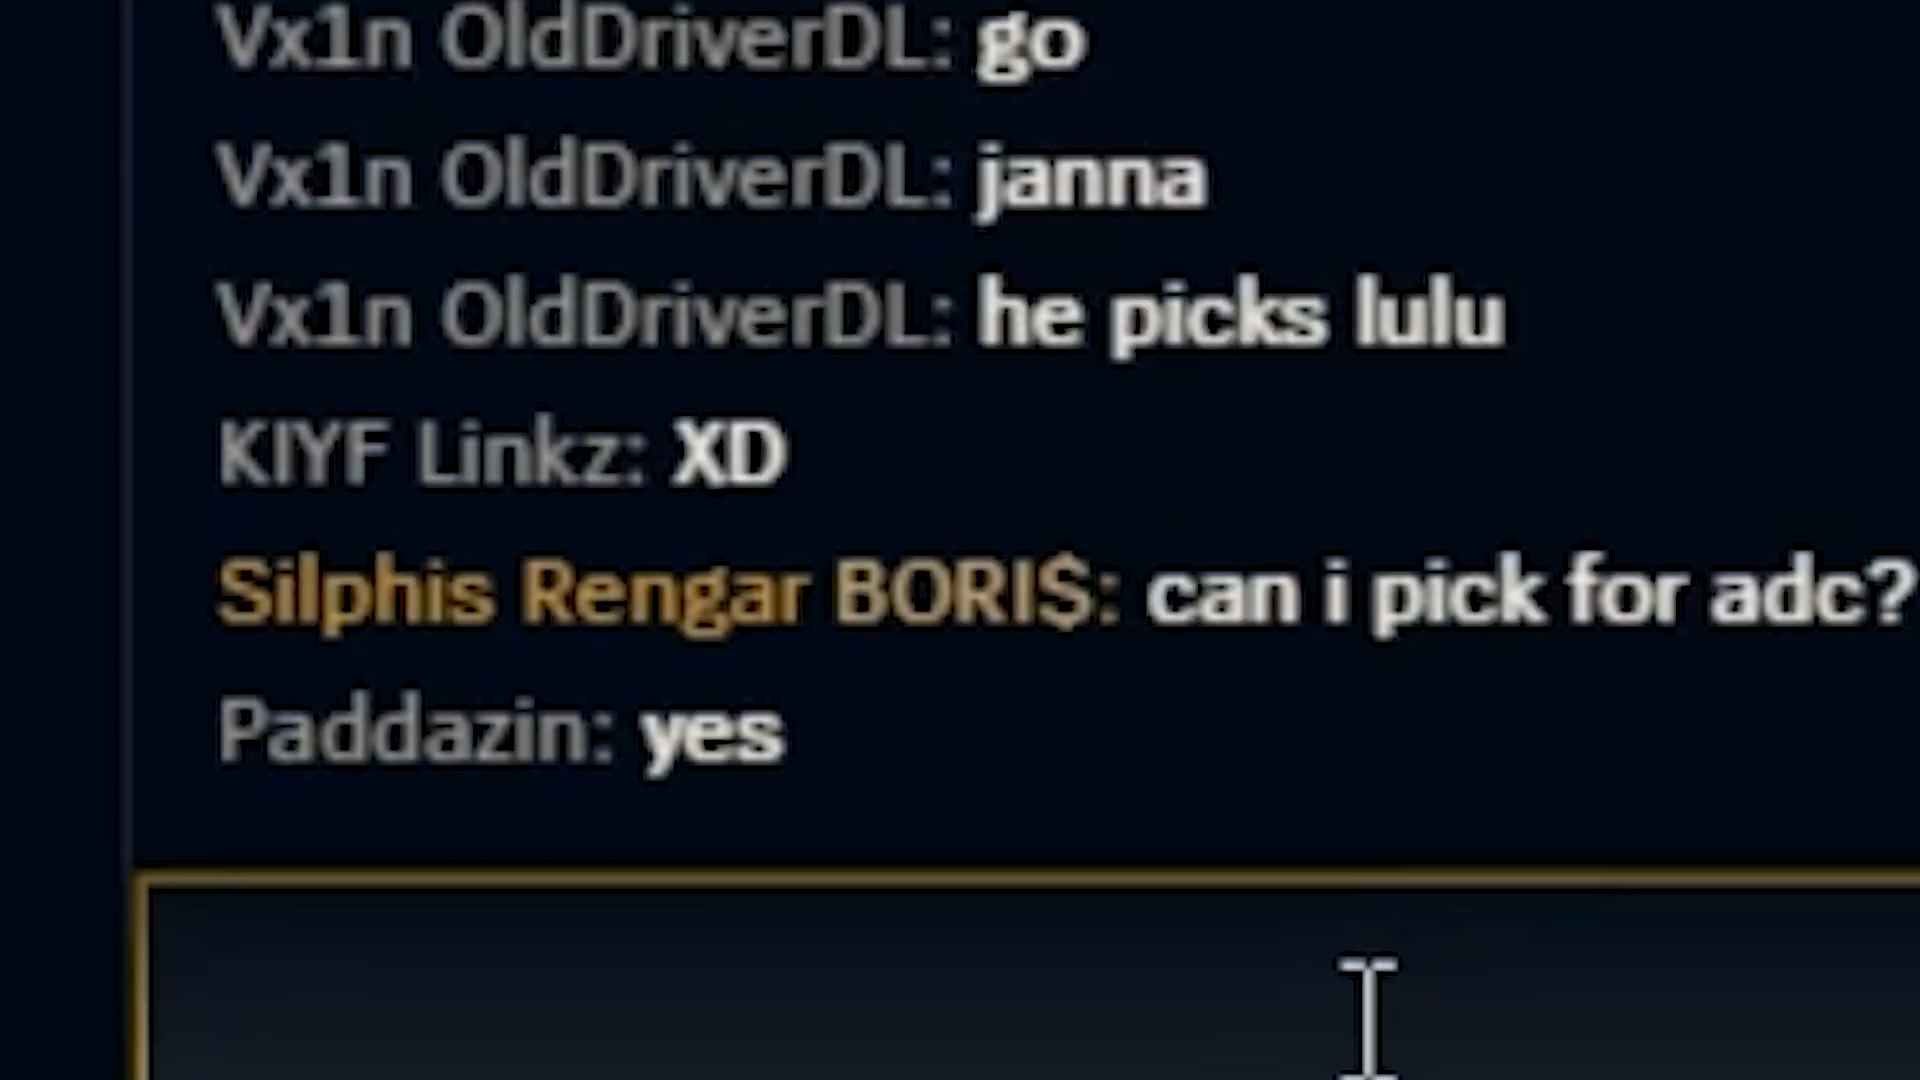 Vx1n OldDriverDL: go
Vx1n OldDriverDL: janna
Vx1n OldDriverDL: he picks lulu
KIYF Linkz: XD
Silphis Rengar BORI$: can i pick for adc?
Paddazin: yes